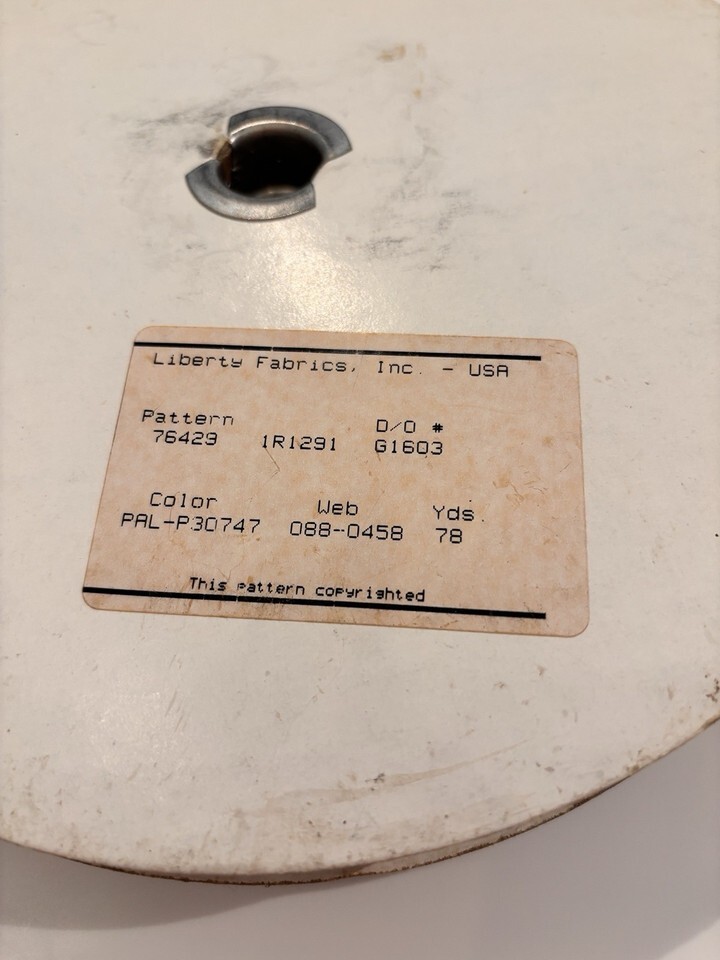 Liberty Fabrics, Inc. - USA
Pattern D/O #
76429 1R1291 G1603
Color Web Yds.
PAL-P30747 088-0458 78
This pattern copyrighted